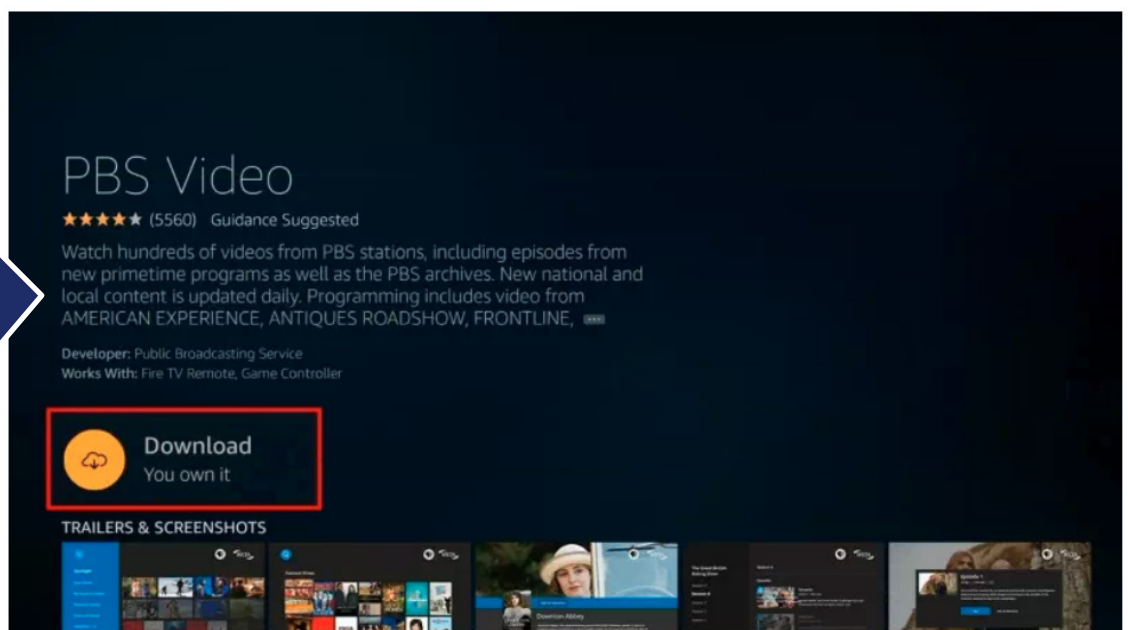 PBS Video
(5560) Guidance Suggested
Watch hundreds of videos from PBS stations, including episodes from
new primetime programs as well as the PBS archives. New national and
local content is updated daily. Programming includes video from
AMERICAN EXPERIENCE, ANTIQUES ROADSHOW, FRONTLINE,
Developer: Public Broadcasting Service
Works With: Fire TV Remote, Game Controller
Download
You own it
TRAILERS & SCREENSHOTS
Downton Abbey
Episode 1